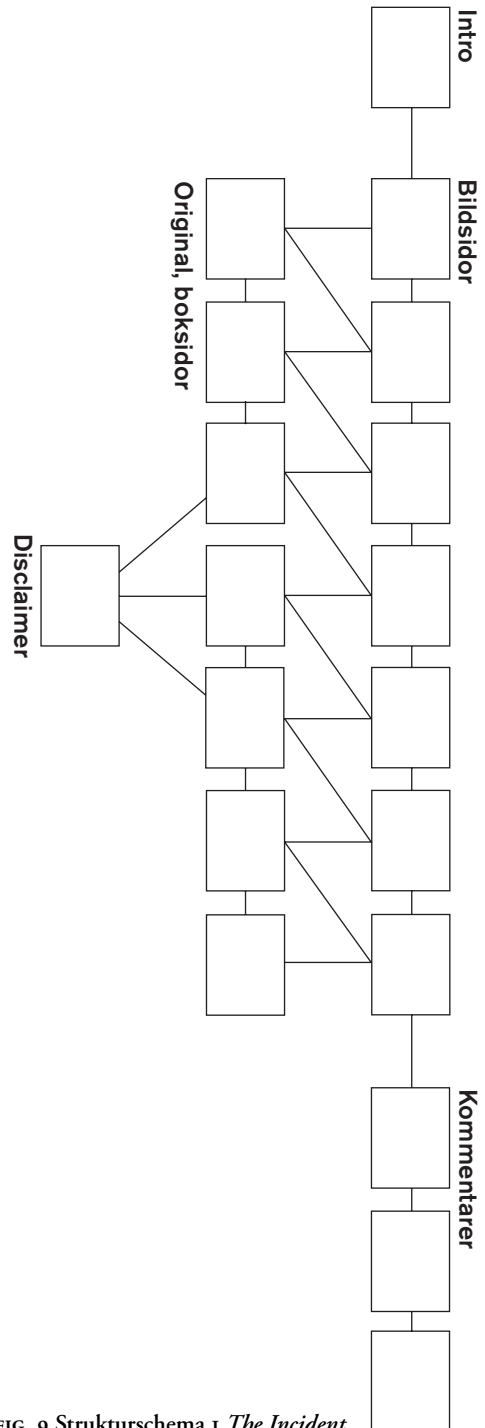 Intro
Bildsidor
Original, boksidor
Disclaimer
Kommentarer
FIG. 9 Strukturschema 1 The Incident